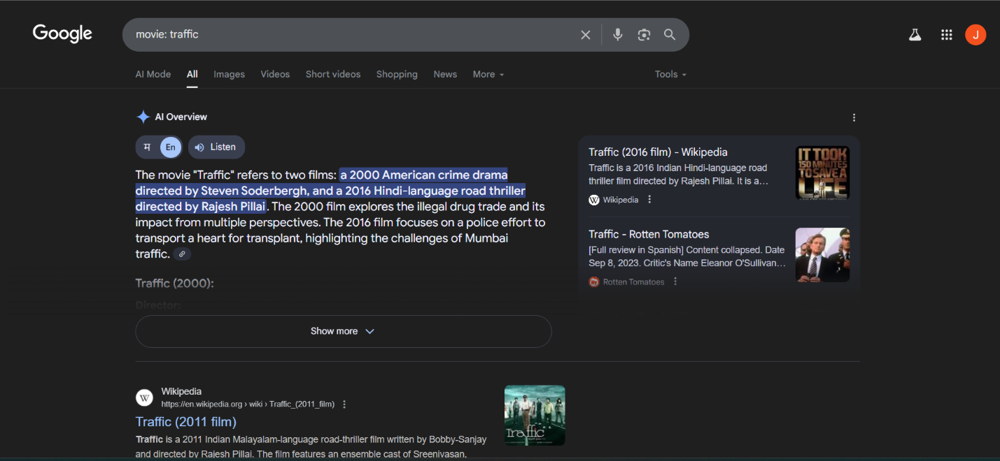 Google
movie: traffic
J
AI Mode
All
Images
Videos
Short videos
Shopping
News
More
Tools
AI Overview
म
En
Listen
The movie "Traffic" refers to two films: a 2000 American crime drama
directed by Steven Soderbergh, and a 2016 Hindi-language road thriller
directed by Rajesh Pillai. The 2000 film explores the illegal drug trade and its
impact from multiple perspectives. The 2016 film focuses on a police effort to
transport a heart for transplant, highlighting the challenges of Mumbai
traffic.
Traffic (2000):
Director:
Show more
Traffic (2016 film) - Wikipedia
Traffic is a 2016 Indian Hindi-language road
thriller film directed by Rajesh Pillai. It is a...
W Wikipedia
IT TOOK
150 MINUTES
TO SAVE A
LIFE
Traffic - Rotten Tomatoes
[Full review in Spanish] Content collapsed. Date
Sep 8, 2023. Critic's Name Eleanor O'Sullivan...
Rotten Tomatoes
W
Wikipedia
https://en.wikipedia.org › wiki › Traffic_(2011_film)
Traffic (2011 film)
Traffic is a 2011 Indian Malayalam-language road-thriller film written by Bobby-Sanjay
and directed by Rajesh Pillai. The film features an ensemble cast of Sreenivasan,
Traffic